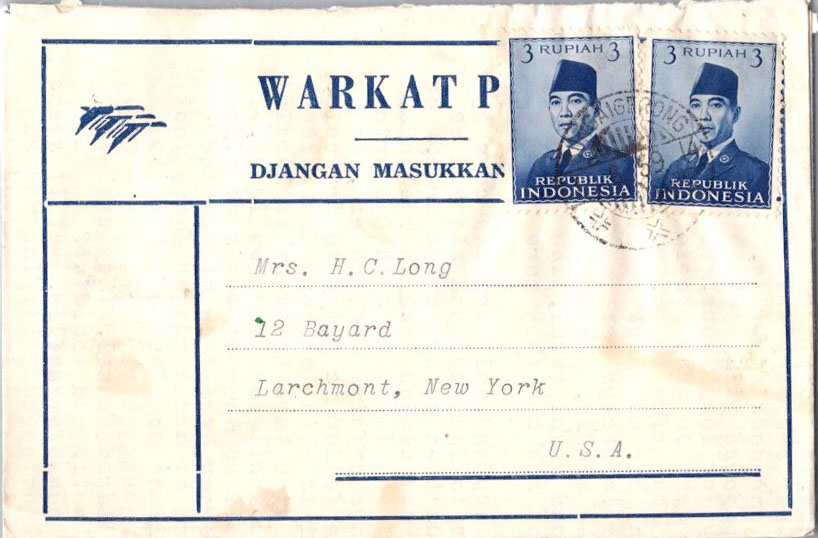 WARKAT P
DJANGAN MASUKKAN
3 RUPIAH 3
REPUBLIK
INDONESIA
3 RUPIAH 3
REPUBLIK
INDONESIA
Mrs. H.C.Long
12 Bayard
Larchmont, New York
U.S.A.